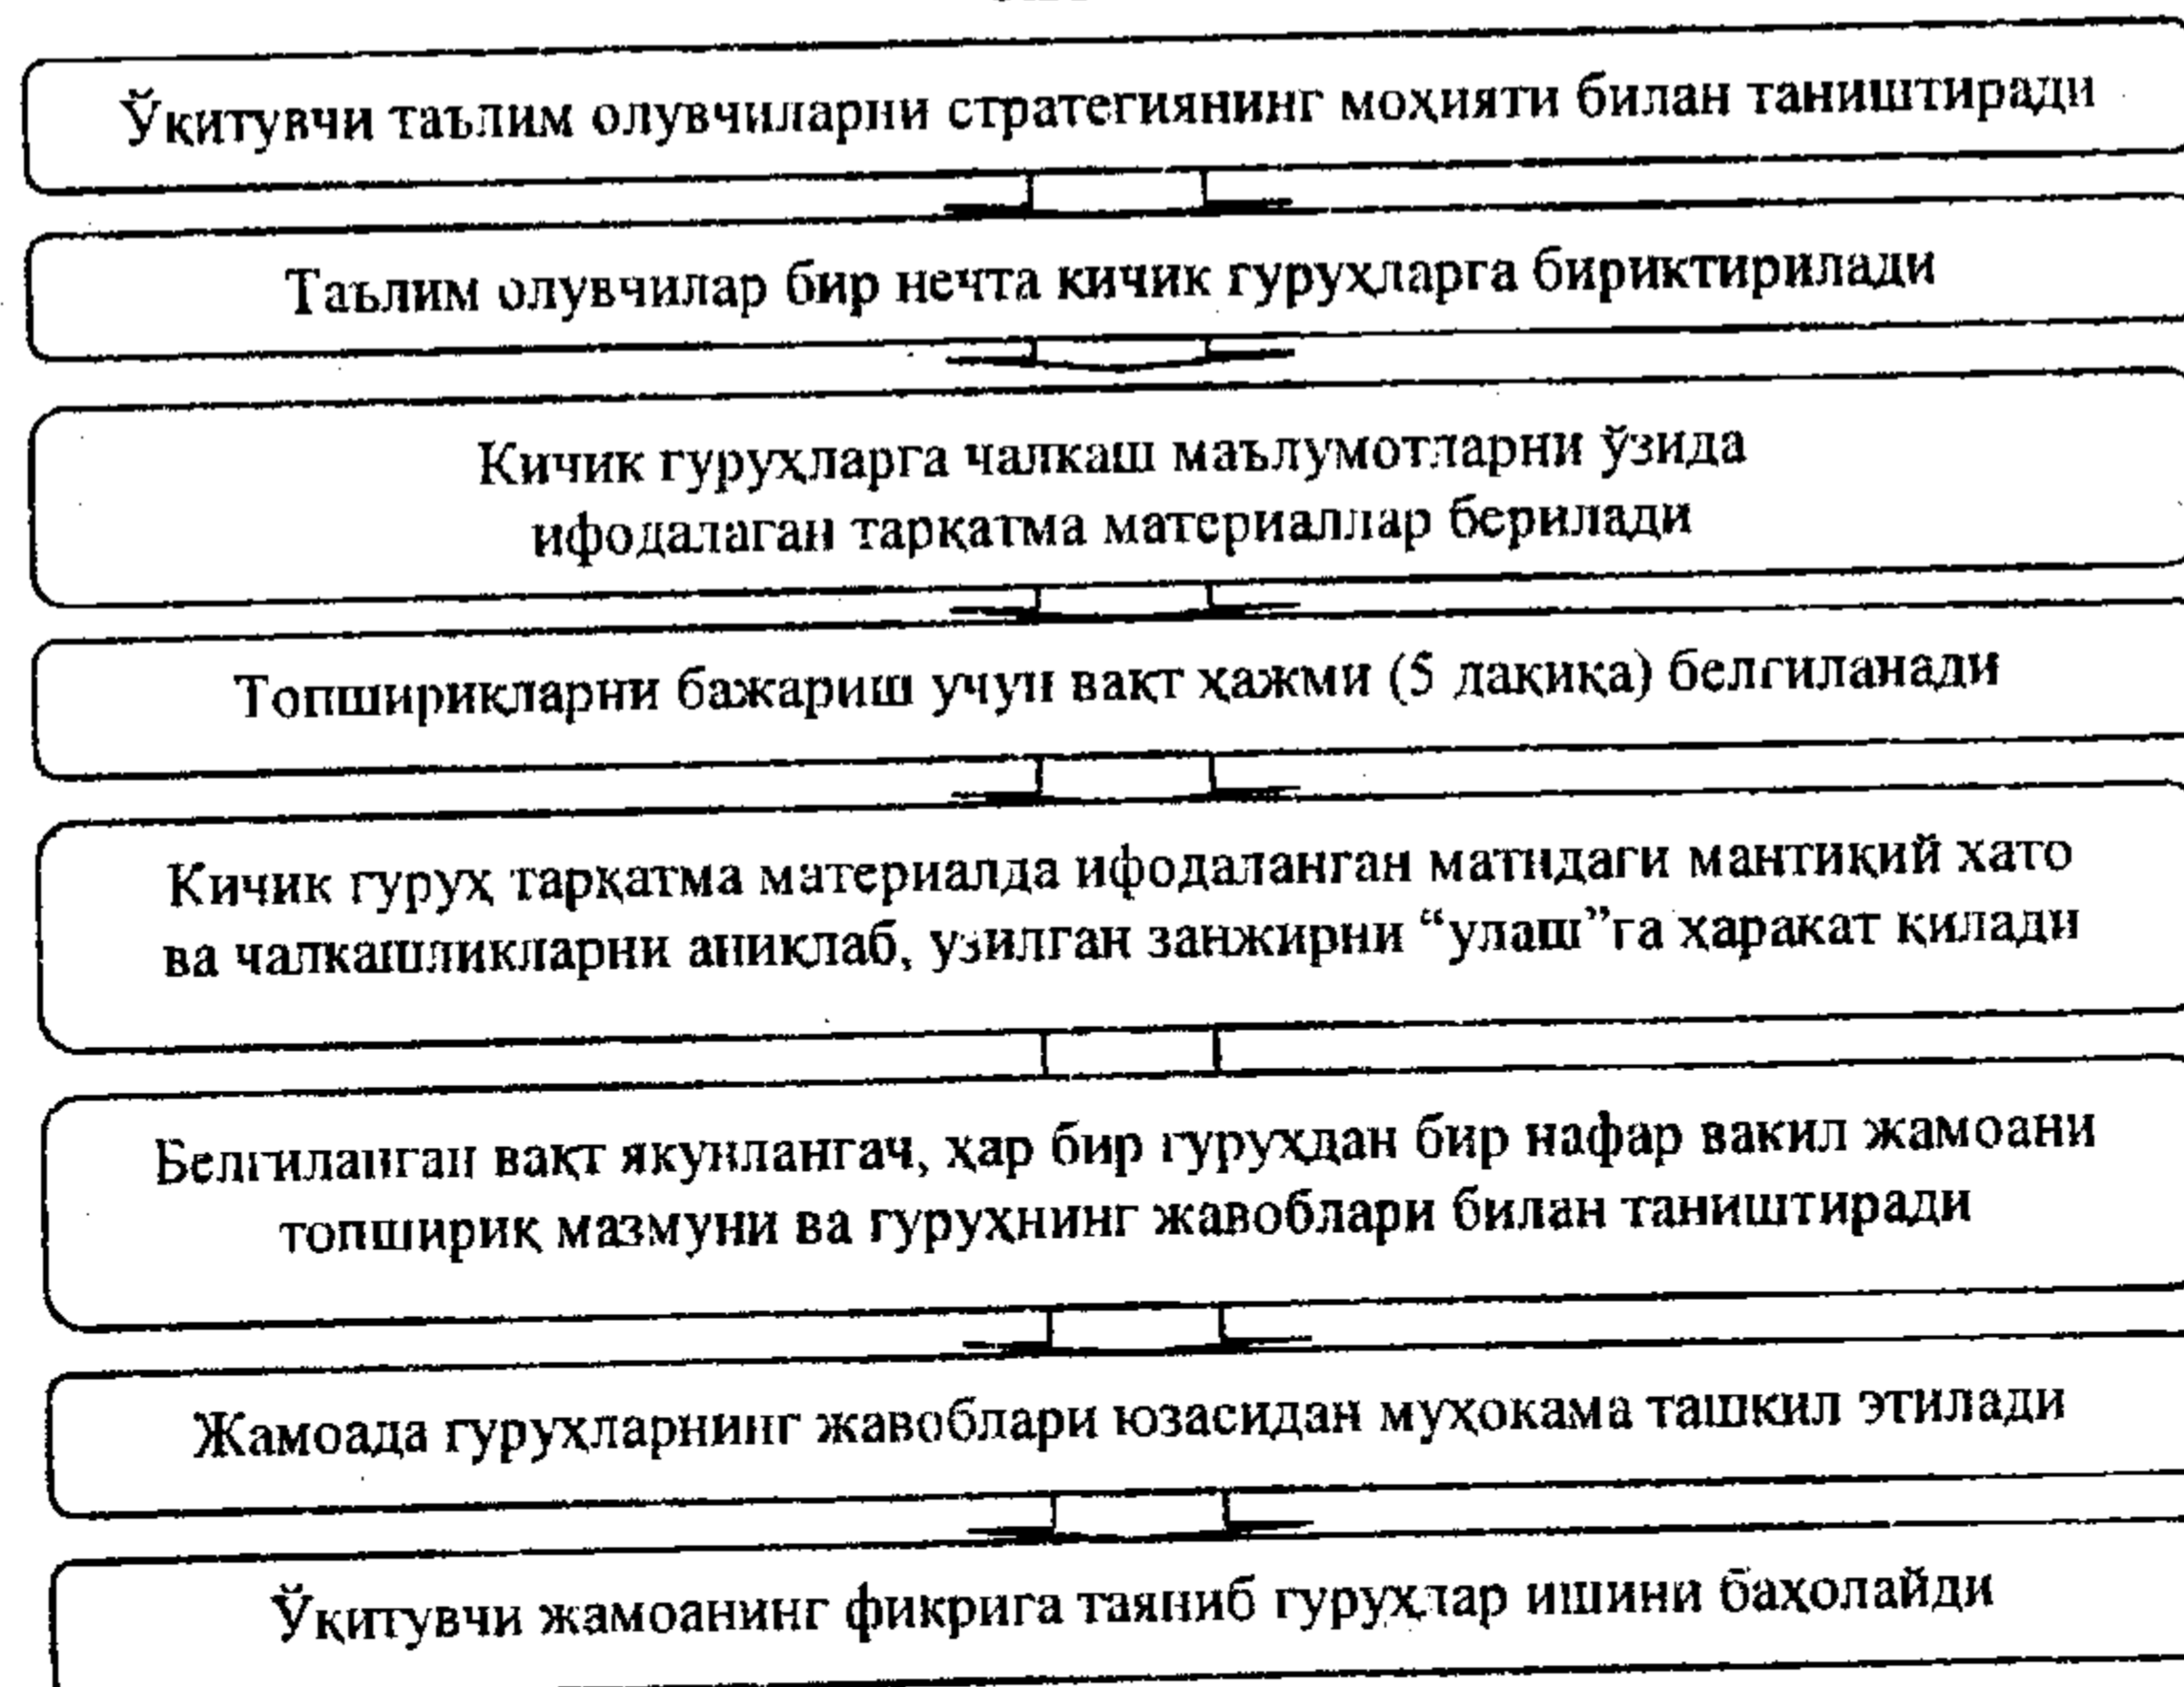 Ўқитувчи таълим олувчиларни стратегиянинг моҳияти билан таништиради
Таълим олувчилар бир нечта кичик гуруҳларга бириктирилади
Кичик гуруҳларга чалкаш маълумотларни ўзида
ифодалаган тарқатма материаллар берилади
Топшириқларни бажариш учун вақт ҳажми (5 дақиқа) белгиланади
Кичик гуруҳ тарқатма материалда ифодаланган матндаги мантиқий хато
ва чалкашликларни аниқлаб, узилган занжирни “улаш”га ҳаракат қилади
Белгиланган вақт якунлангач, ҳар бир гуруҳдан бир нафар вакил жамоани
топшириқ мазмуни ва гуруҳнинг жавоблари билан таништиради
Жамоада гуруҳларнинг жавоблари юзасидан муҳокама ташкил этилади
Ўқитувчи жамоанинг фикрига таяниб гуруҳлар ишини баҳолайди